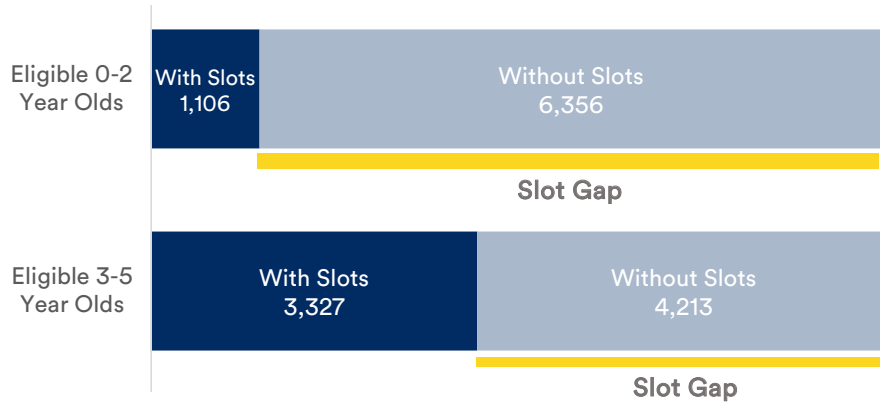 Eligible 0-2
Year Olds
With Slots
1,106
Without Slots
6,356
Slot Gap
Eligible 3-5
Year Olds
With Slots
3,327
Without Slots
4,213
Slot Gap